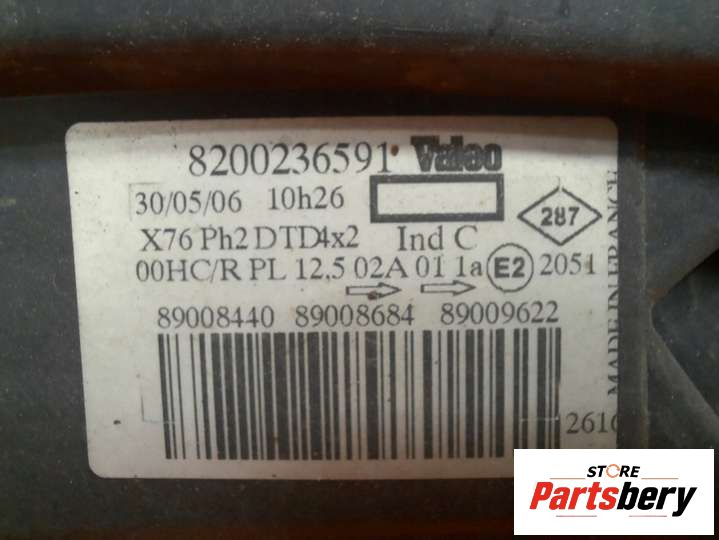 8200236591 Valeo
30/05/06 10h26
287
X76 Ph2 DTD4x2 Ind C
00HC/R PL 12.5 02A 01 1a E2 2051
89008440 89008684 89009622
MADE IN FRANCE
2616
STORE
Partsbery